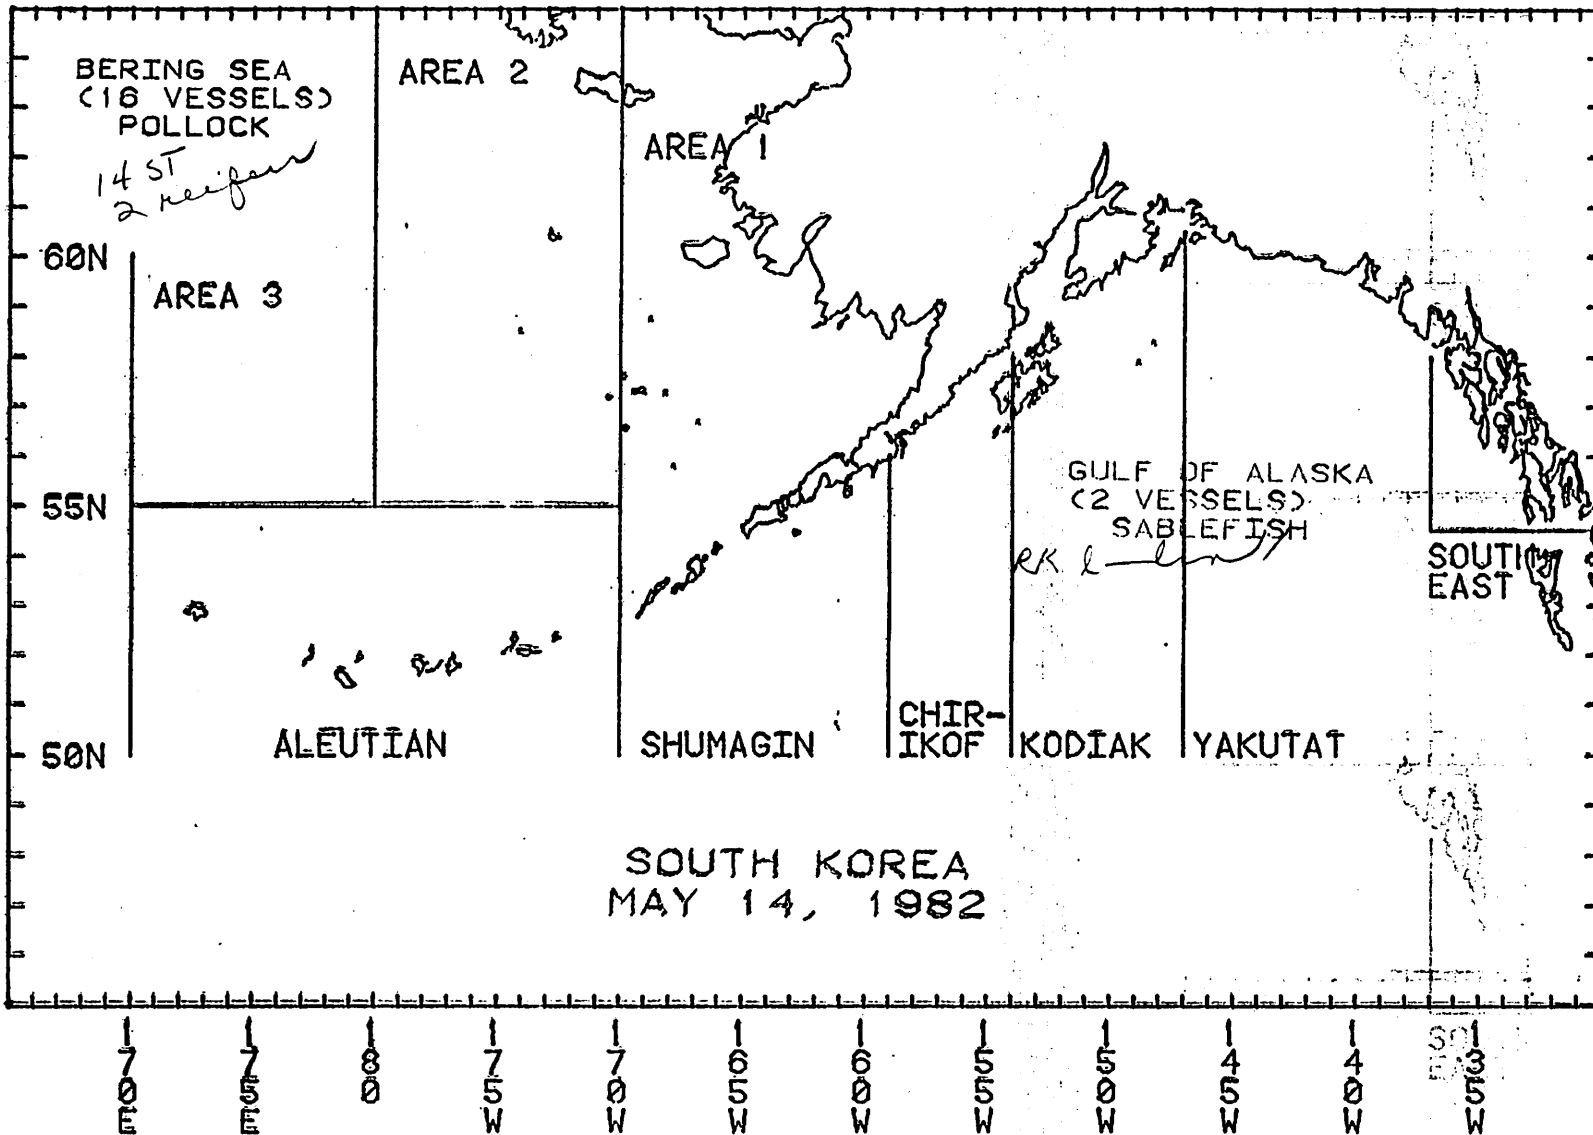 BERING SEA
(16 VESSELS)
POLLOCK
14 ST
2 reifer
AREA 2
AREA 1
AREA 3
60N
55N
50N
GULF OF ALASKA
(2 VESSELS)
SABLEFISH
SOUTH
EAST
ALEUTIAN
SHUMAGIN
CHIR-
IKOF
KODIAK
YAKUTAT
SOUTH KOREA
MAY 14, 1982
170E
175E
180
175W
170W
165W
160W
155W
150W
145W
140W
135W